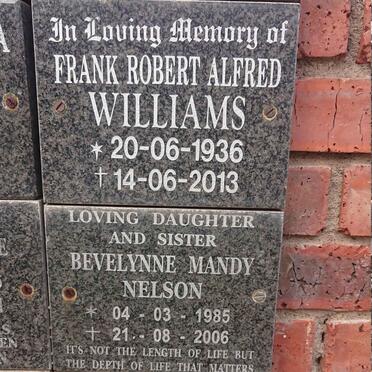 In Loving Memory of
FRANK ROBERT ALFRED
WILLIAMS
* 20-06-1936
† 14-06-2013
LOVING DAUGHTER
AND SISTER
BEVELYNNE MANDY
NELSON
* 04 - 03 - 1985
† 21 - 08 - 2006
IT'S NOT THE LENGTH OF LIFE BUT
THE DEPTH OF LIFE THAT MATTERS